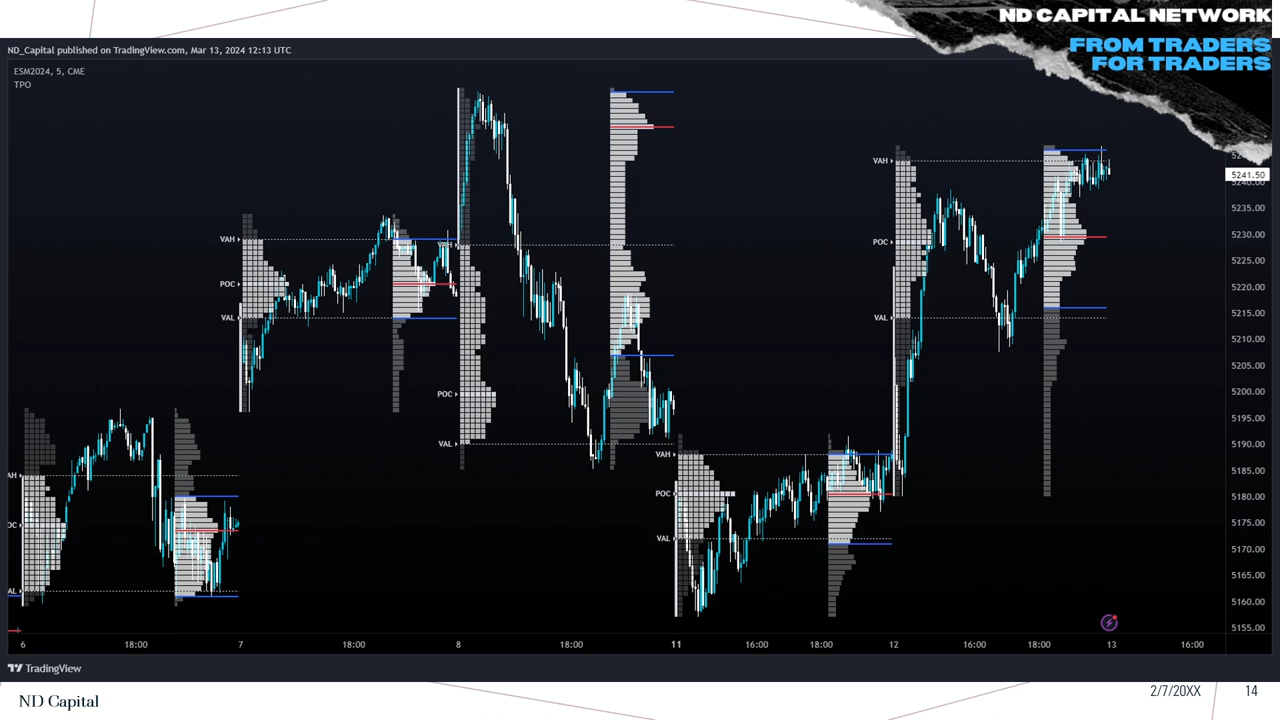 ND CAPITAL NETWORK
FROM TRADERS
FOR TRADERS
ND_Capital published on TradingView.com, Mar 13, 2024 12:13 UTC
ESM2024, 5, CME
TPO
VAH
POC
VAL
VAH
POC
VAL
VAH
POC
VAL
VAH
POC
VAL
5241.50
5240.00
5235.00
5230.00
5225.00
5220.00
5215.00
5210.00
5205.00
5200.00
5195.00
5190.00
5185.00
5180.00
5175.00
5170.00
5165.00
5160.00
5155.00
6 18:00 7 18:00 8 18:00 11 16:00 18:00 12 16:00 18:00 13 16:00
TradingView
ND Capital
2/7/20XX 14